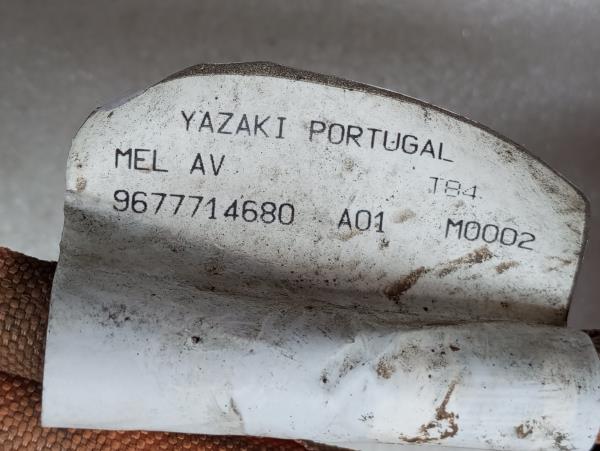 YAZAKI PORTUGAL
MEL AV T84
9677714680 A01 M0002